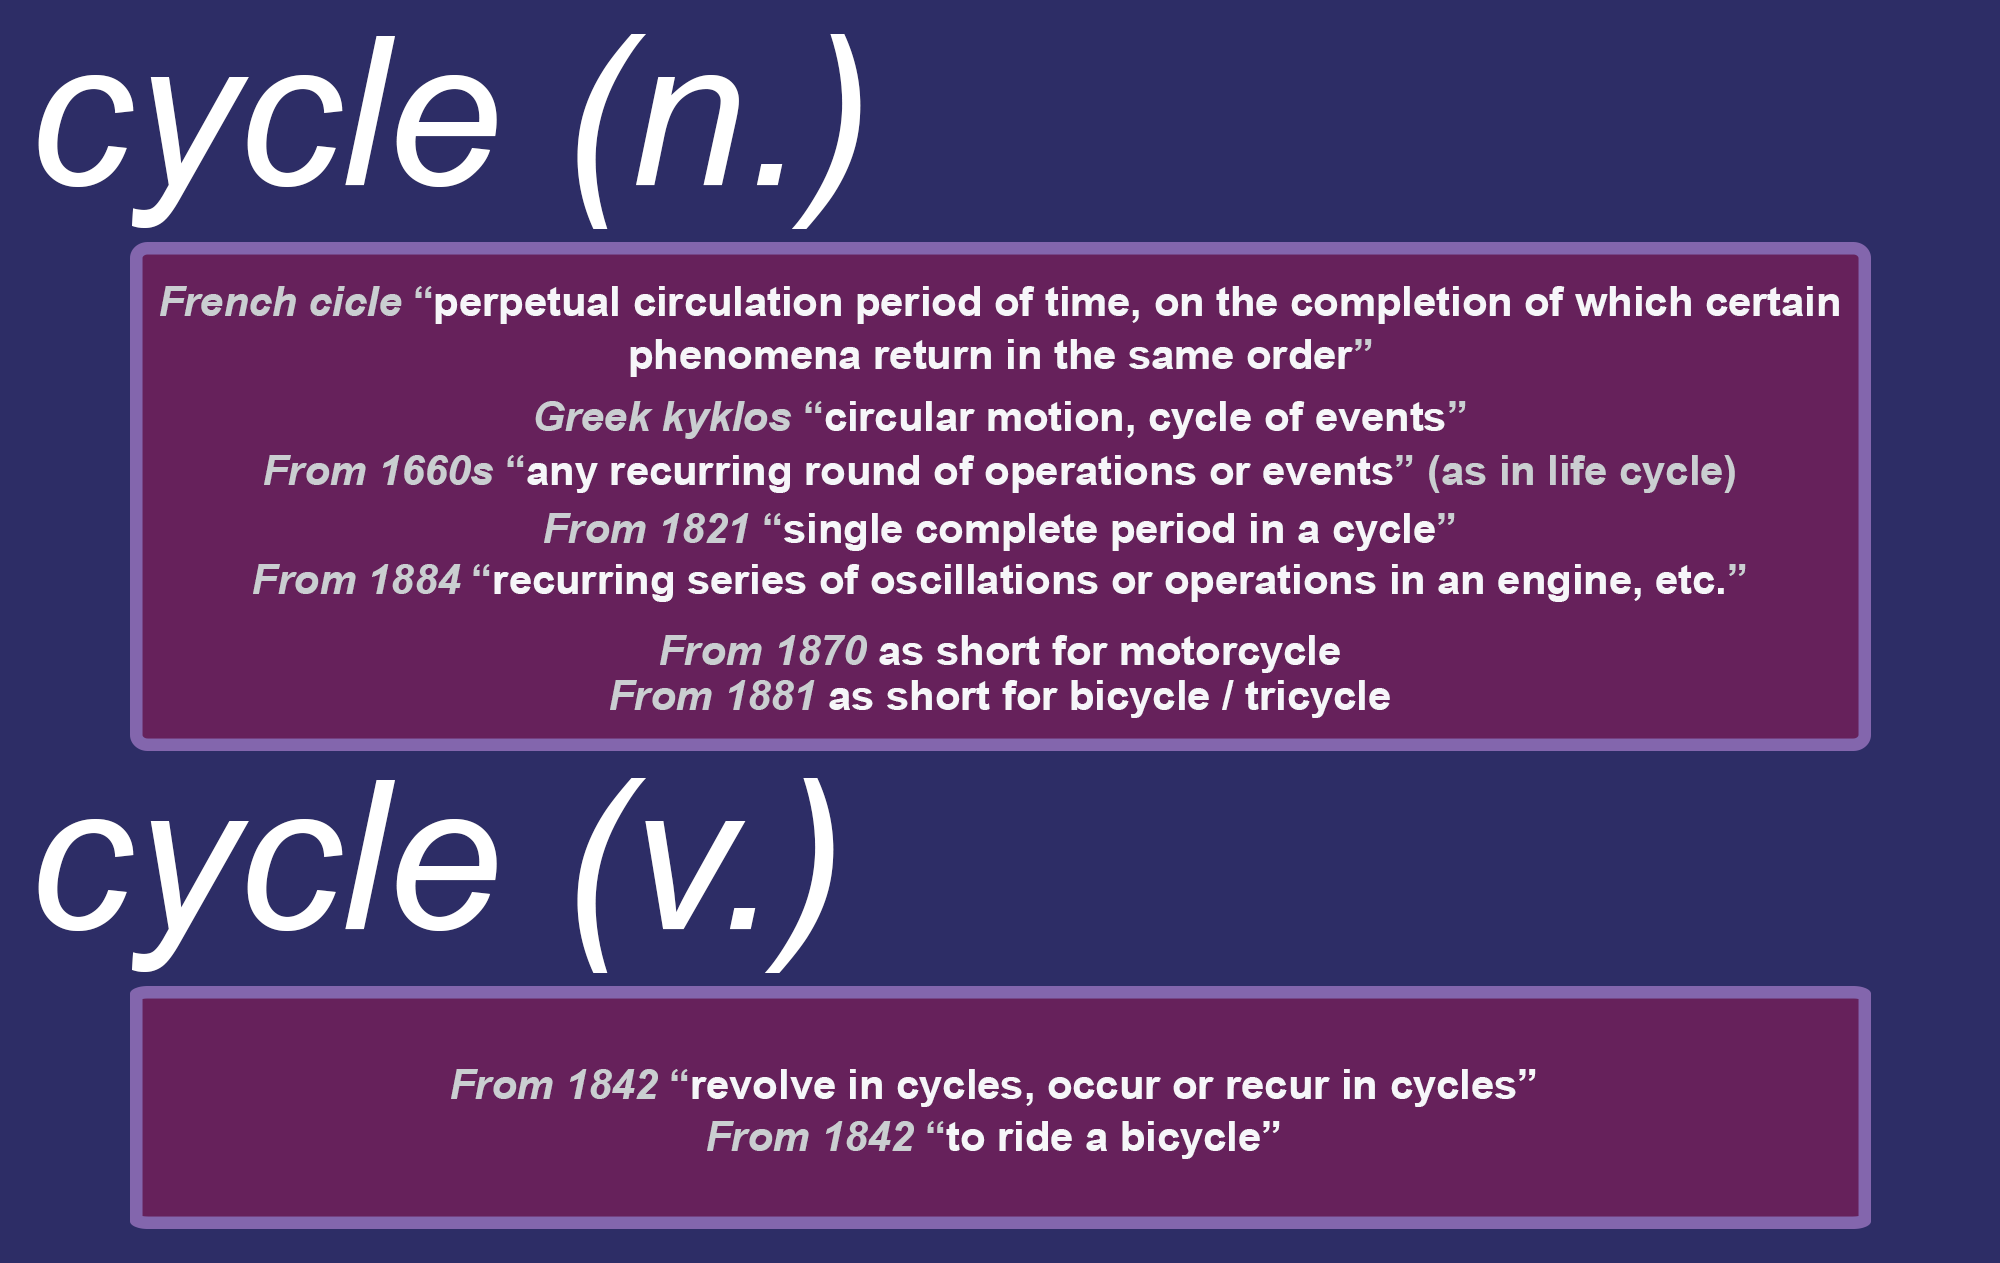 cycle (n.)
French cicle “perpetual circulation period of time, on the completion of which certain
phenomena return in the same order”
Greek kyklos “circular motion, cycle of events”
From 1660s “any recurring round of operations or events” (as in life cycle)
From 1821 “single complete period in a cycle”
From 1884 “recurring series of oscillations or operations in an engine, etc.”
From 1870 as short for motorcycle
From 1881 as short for bicycle / tricycle
cycle (v.)
From 1842 “revolve in cycles, occur or recur in cycles”
From 1842 “to ride a bicycle”